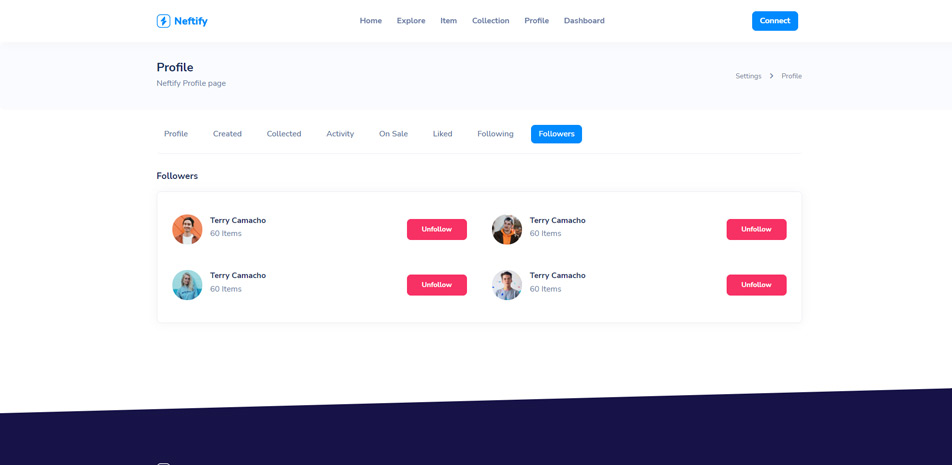 Neftify
Home Explore Item Collection Profile Dashboard
Connect
Profile
Neftify Profile page
Settings Profile
Profile Created Collected Activity On Sale Liked Following Followers
Followers
Terry Camacho
60 Items
Unfollow
Terry Camacho
60 Items
Unfollow
Terry Camacho
60 Items
Unfollow
Terry Camacho
60 Items
Unfollow